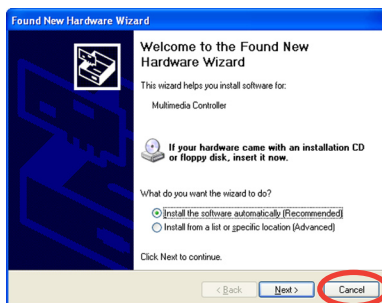 Found New Hardware Wizard
Welcome to the Found New
Hardware Wizard
This wizard helps you install software for:
Multimedia Controller
If your hardware came with an installation CD
or floppy disk, insert it now.
What do you want the wizard to do?
Install the software automatically (Recommended)
Install from a list or specific location (Advanced)
Click Next to continue.
< Back Next > Cancel